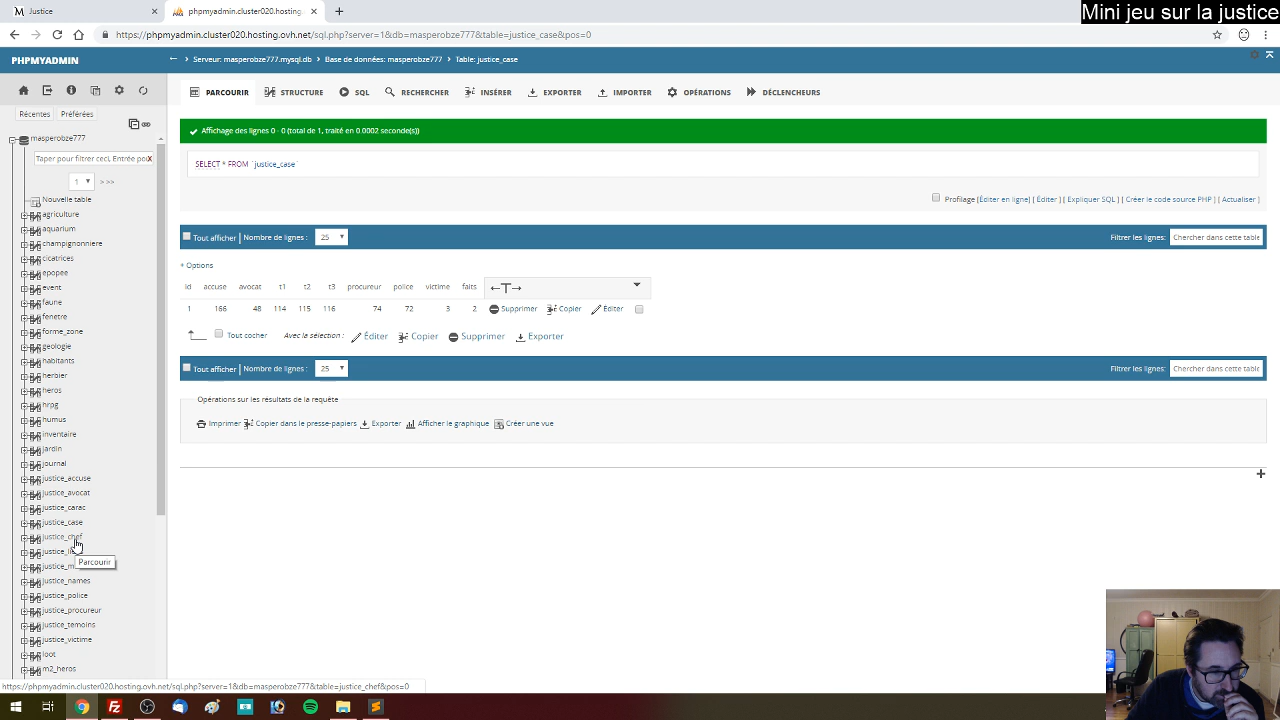 Justice
phpmyadmin.cluster020.hosting.
Mini jeu sur la justice
https://phpmyadmin.cluster020.hosting.ovh.net/sql.php?server=1&db=masperobze777&table=justice_case&pos=0
PHPMYADMIN
← Serveur: masperobze777.mysql.db › Base de données: masperobze777 › Table: justice_case
PARCOURIR STRUCTURE SQL RECHERCHER INSÉRER EXPORTER IMPORTER OPÉRATIONS DÉCLENCHEURS
Récentes Préférées
masperobze777
Taper pour filtrer ceci, Entrée X
1 > >>
Nouvelle table
agriculture
aquarium
champignonniere
cicatrices
epopee
event
faune
fenetre
forme_zone
geologie
habitants
herbier
heros
hrpg
humus
inventaire
jardin
journal
justice_accuse
justice_avocat
justice_carac
justice_case
justice_chef
Parcourir
justice_names
justice_police
justice_procureur
justice_temoins
justice_victime
loot
m2_heros
Affichage des lignes 0 - 0 (total de 1, traité en 0.0002 seconde(s))
SELECT * FROM `justice_case`
Profilage [Éditer en ligne] [ Éditer ] [ Expliquer SQL ] [ Créer le code source PHP ] [ Actualiser ]
Tout afficher | Nombre de lignes : 25 Filtrer les lignes: Chercher dans cette table
+ Options
id accuse avocat t1 t2 t3 procureur police victime faits ←T→
1 166 48 114 115 116 74 72 3 2 Supprimer Copier Éditer
Tout cocher Avec la sélection : Éditer Copier Supprimer Exporter
Tout afficher | Nombre de lignes : 25 Filtrer les lignes: Chercher dans cette table
Opérations sur les résultats de la requête
Imprimer Copier dans le presse-papiers Exporter Afficher le graphique Créer une vue
https://phpmyadmin.cluster020.hosting.ovh.net/sql.php?server=1&db=masperobze777&table=justice_chef&pos=0